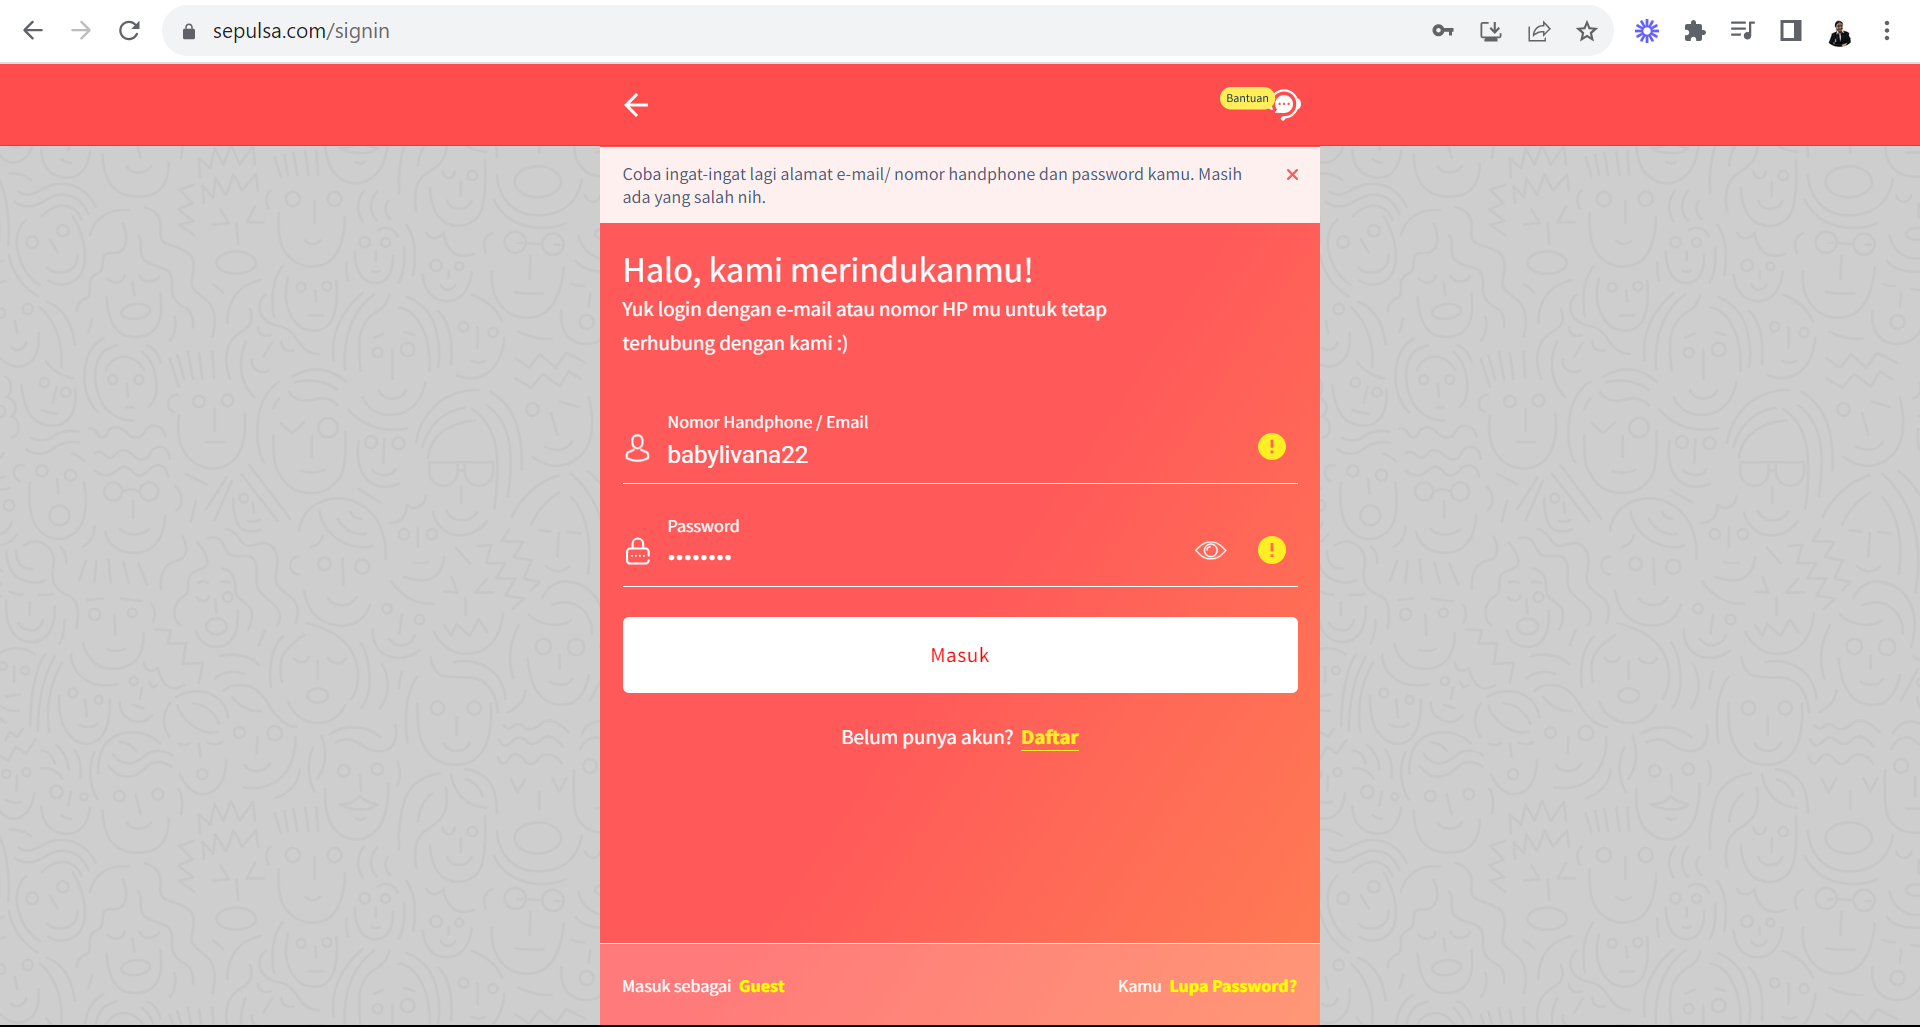 sepulsa.com/signin
Bantuan
Coba ingat-ingat lagi alamat e-mail/ nomor handphone dan password kamu. Masih
ada yang salah nih.
Halo, kami merindukanmu!
Yuk login dengan e-mail atau nomor HP mu untuk tetap
terhubung dengan kami :)
Nomor Handphone / Email
babylivana22
Password
••••••••
Masuk
Belum punya akun? Daftar
Masuk sebagai Guest
Kamu Lupa Password?